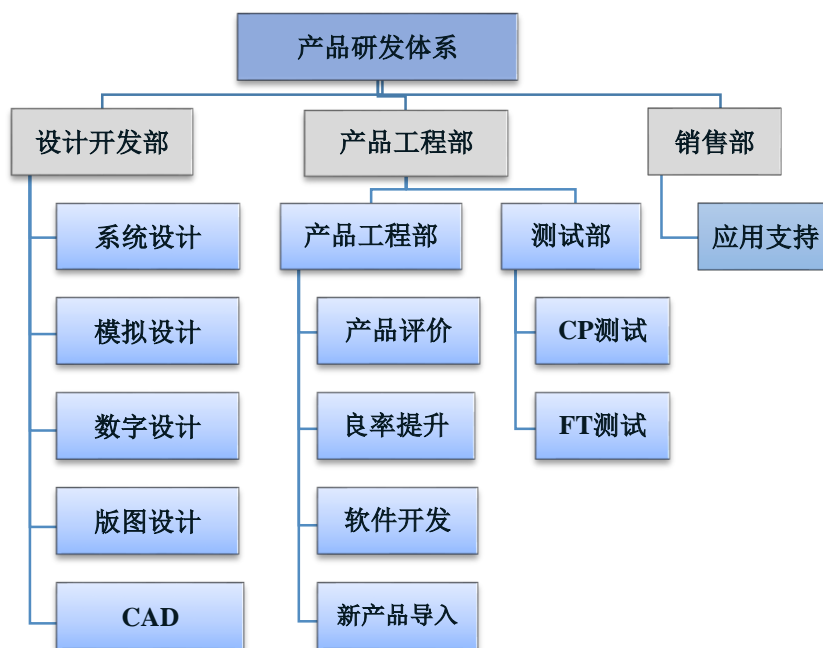 产品研发体系
设计开发部
产品工程部
销售部
系统设计
产品工程部
测试部
应用支持
模拟设计
产品评价
CP测试
数字设计
良率提升
FT测试
版图设计
软件开发
CAD
新产品导入